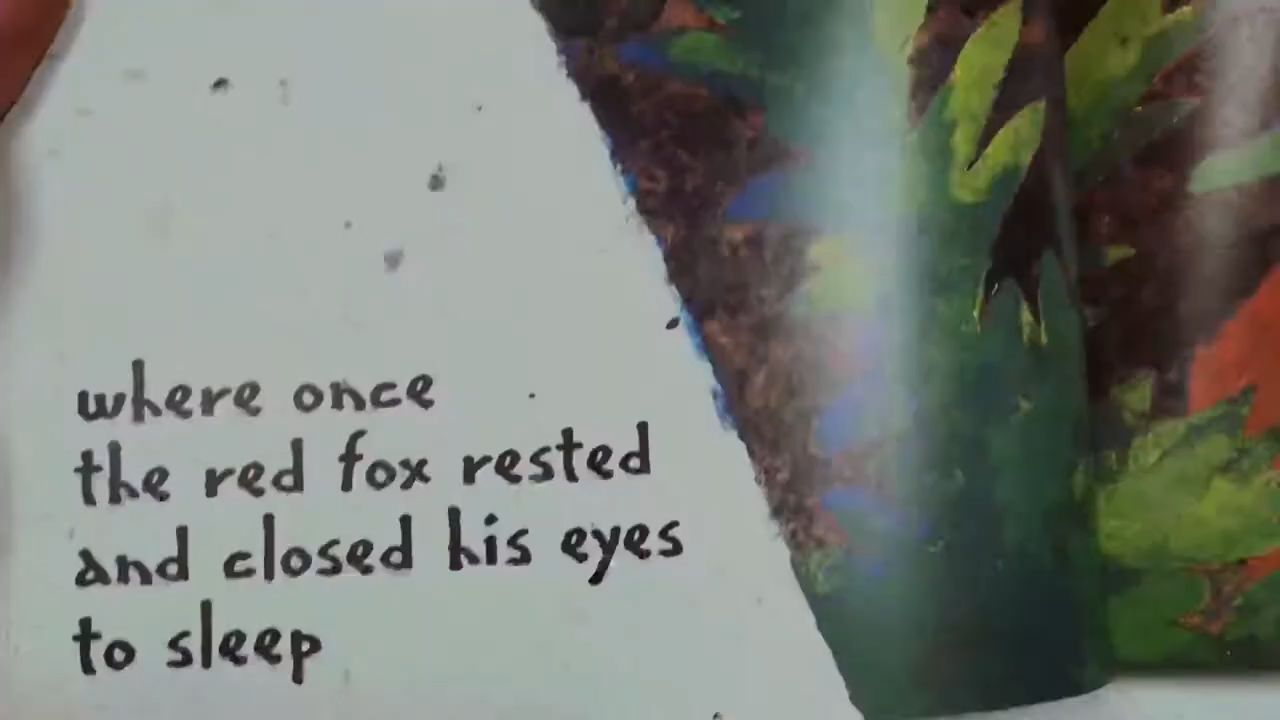 where once
the red fox rested
and closed his eyes
to sleep